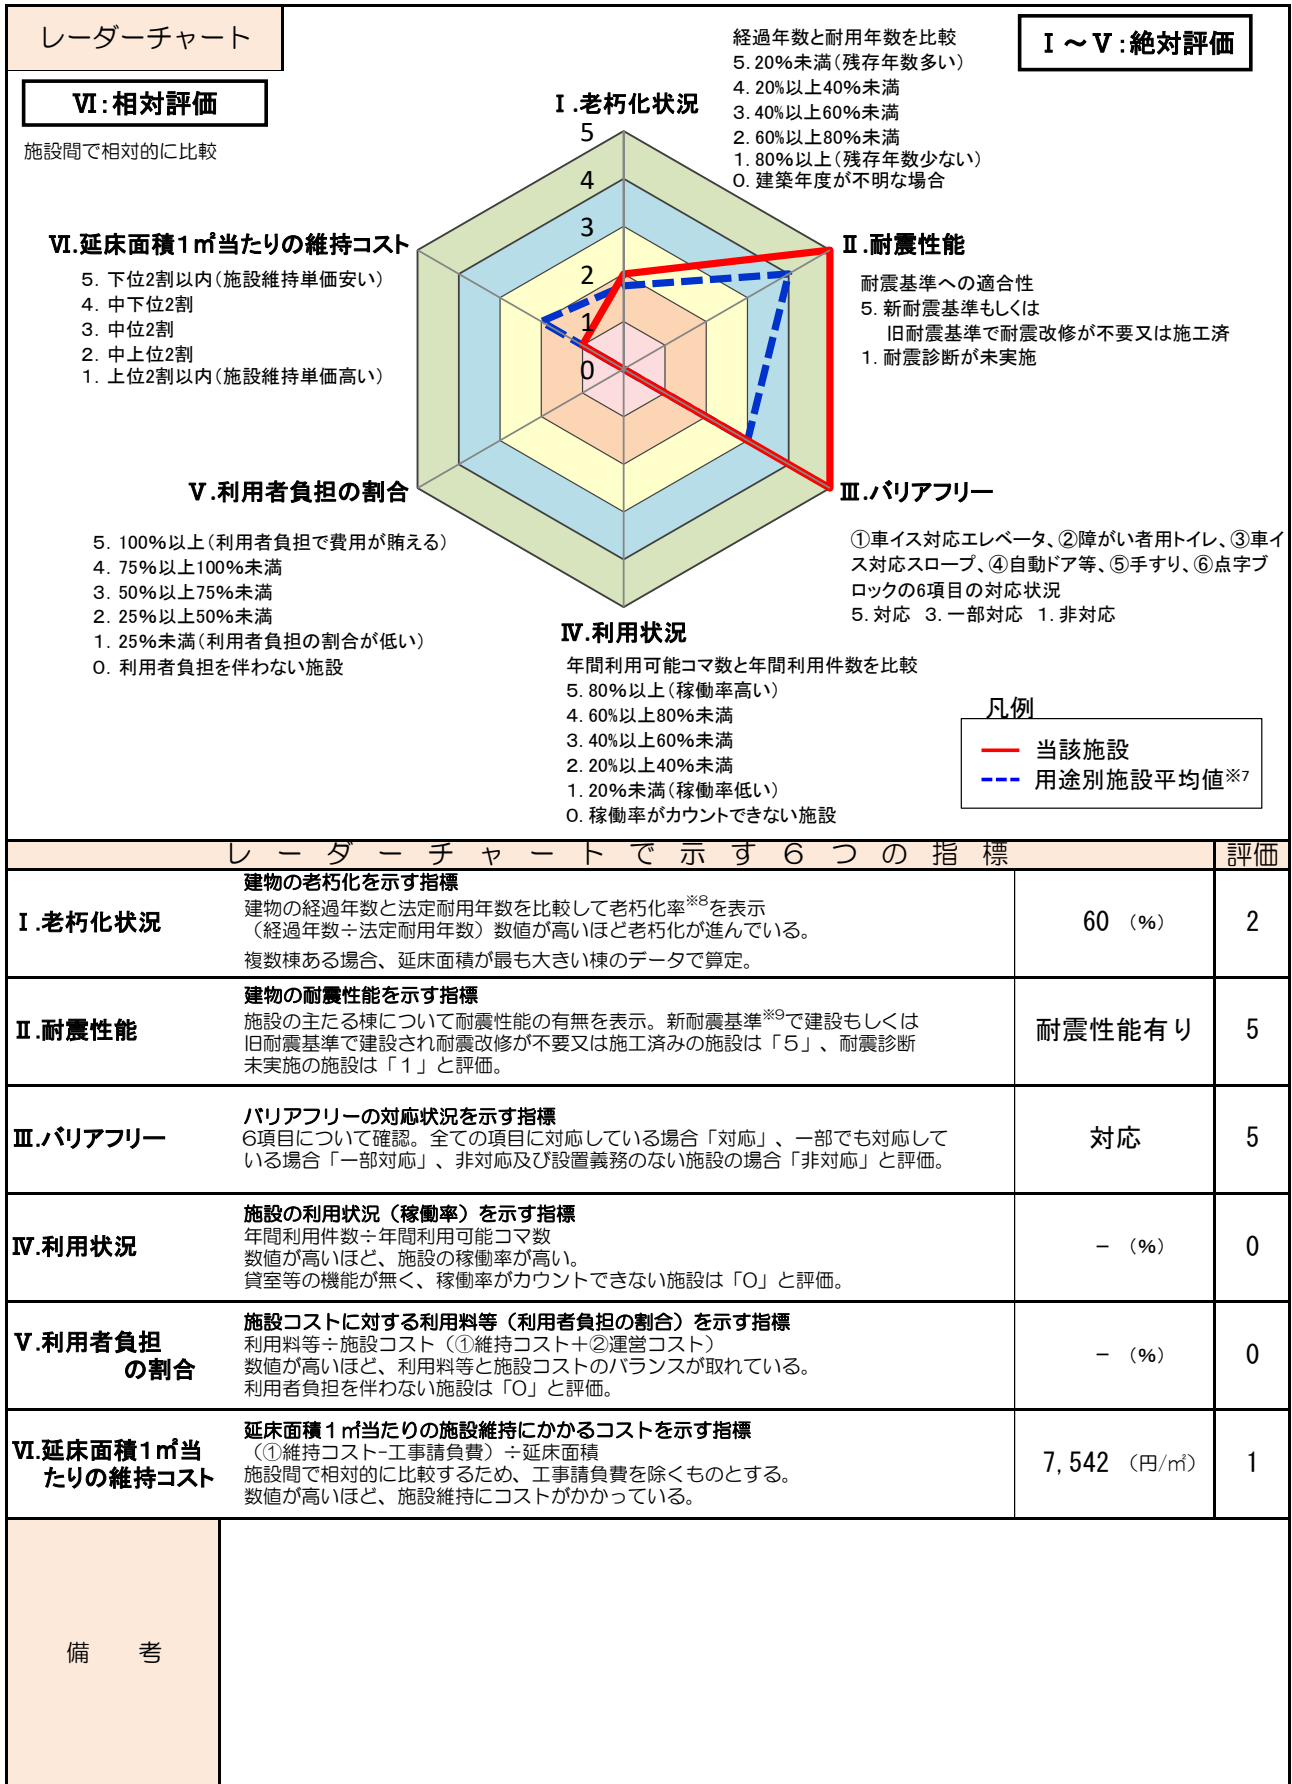 レーダーチャート
Ⅰ～Ⅴ:絶対評価
Ⅵ:相対評価
施設間で相対的に比較
経過年数と耐用年数を比較
5.20%未満(残存年数多い)
4.20%以上40%未満
3.40%以上60%未満
2.60%以上80%未満
1.80%以上(残存年数少ない)
0.建築年度が不明な場合
Ⅰ.老朽化状況
5
4
3
2
1
0
Ⅵ.延床面積1㎡当たりの維持コスト
5.下位2割以内(施設維持単価安い)
4.中下位2割
3.中位2割
2.中上位2割
1.上位2割以内(施設維持単価高い)
Ⅱ.耐震性能
耐震基準への適合性
5.新耐震基準もしくは
旧耐震基準で耐震改修が不要又は施工済
1.耐震診断が未実施
Ⅴ.利用者負担の割合
5.100%以上(利用者負担で費用が賄える)
4.75%以上100%未満
3.50%以上75%未満
2.25%以上50%未満
1.25%未満(利用者負担の割合が低い)
0.利用者負担を伴わない施設
Ⅲ.バリアフリー
①車イス対応エレベータ、②障がい者用トイレ、③車イ
ス対応スロープ、④自動ドア等、⑤手すり、⑥点字ブ
ロックの6項目の対応状況
5.対応 3.一部対応 1.非対応
Ⅳ.利用状況
年間利用可能コマ数と年間利用件数を比較
5.80%以上(稼働率高い)
4.60%以上80%未満
3.40%以上60%未満
2.20%以上40%未満
1.20%未満(稼働率低い)
0.稼働率がカウントできない施設
凡例
当該施設
用途別施設平均値※7
レーダーチャートで示す6つの指標 評価
Ⅰ.老朽化状況
建物の老朽化を示す指標
建物の経過年数と法定耐用年数を比較して老朽化率※8を表示
(経過年数÷法定耐用年数)数値が高いほど老朽化が進んでいる。
複数棟ある場合、延床面積が最も大きい棟のデータで算定。
60 (%) 2
Ⅱ.耐震性能
建物の耐震性能を示す指標
施設の主たる棟について耐震性能の有無を表示。新耐震基準※9で建設もしくは
旧耐震基準で建設され耐震改修が不要又は施工済みの施設は「5」、耐震診断
未実施の施設は「1」と評価。
耐震性能有り 5
Ⅲ.バリアフリー
バリアフリーの対応状況を示す指標
6項目について確認。全ての項目に対応している場合「対応」、一部でも対応して
いる場合「一部対応」、非対応及び設置義務のない施設の場合「非対応」と評価。
対応 5
Ⅳ.利用状況
施設の利用状況(稼働率)を示す指標
年間利用件数÷年間利用可能コマ数
数値が高いほど、施設の稼働率が高い。
貸室等の機能が無く、稼働率がカウントできない施設は「0」と評価。
− (%) 0
Ⅴ.利用者負担
の割合
施設コストに対する利用料等(利用者負担の割合)を示す指標
利用料等÷施設コスト(①維持コスト+②運営コスト)
数値が高いほど、利用料等と施設コストのバランスが取れている。
利用者負担を伴わない施設は「0」と評価。
− (%) 0
Ⅵ.延床面積1㎡当
たりの維持コスト
延床面積1㎡当たりの施設維持にかかるコストを示す指標
(①維持コスト-工事請負費)÷延床面積
施設間で相対的に比較するため、工事請負費を除くものとする。
数値が高いほど、施設維持にコストがかかっている。
7,542 (円/㎡) 1
備 考